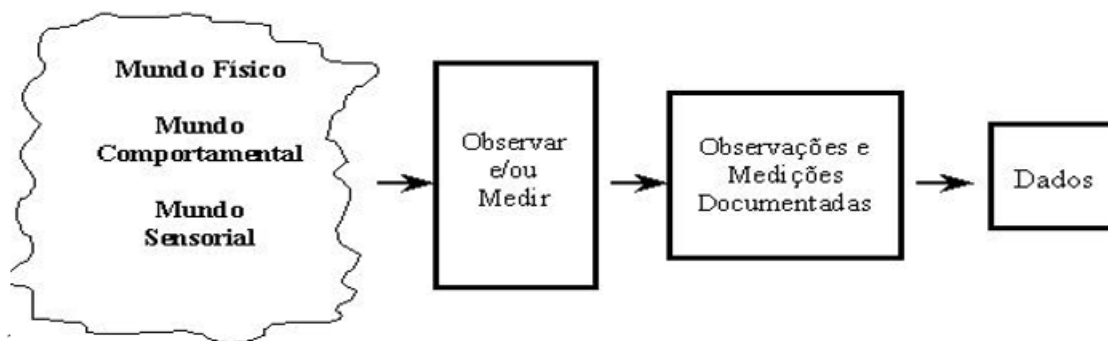 Mundo Físico
Mundo
Comportamental
Mundo
Sensorial
Observar
e/ou
Medir
Observações e
Medições
Documentadas
Dados